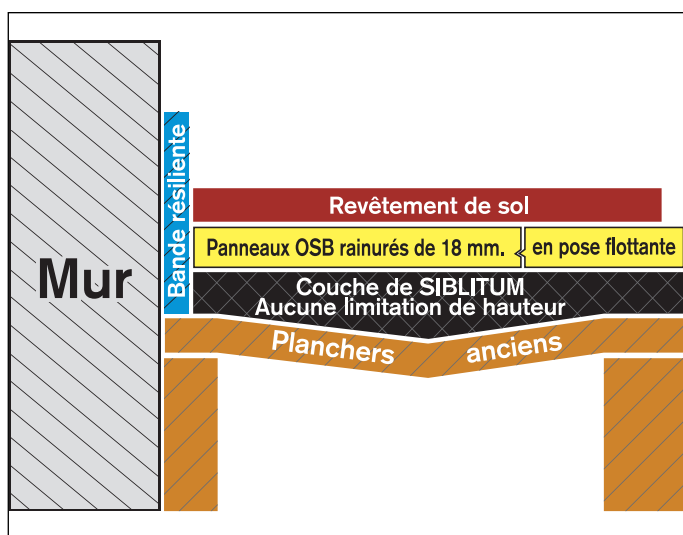 Mur
Bande résiliente
Revêtement de sol
Panneaux OSB rainurés de 18 mm. en pose flottante
Couche de SIBLITUM
Aucune limitation de hauteur
Planchers anciens